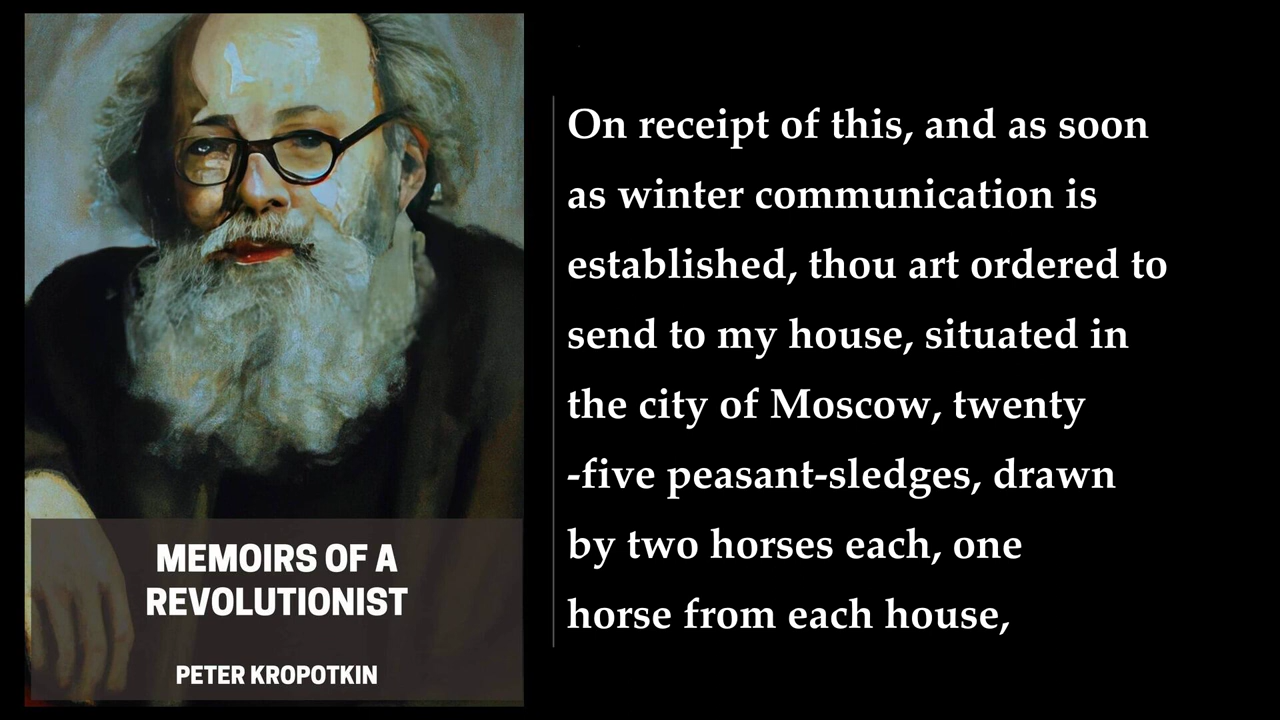 MEMOIRS OF A
REVOLUTIONIST
PETER KROPOTKIN
On receipt of this, and as soon
as winter communication is
established, thou art ordered to
send to my house, situated in
the city of Moscow, twenty
-five peasant-sledges, drawn
by two horses each, one
horse from each house,